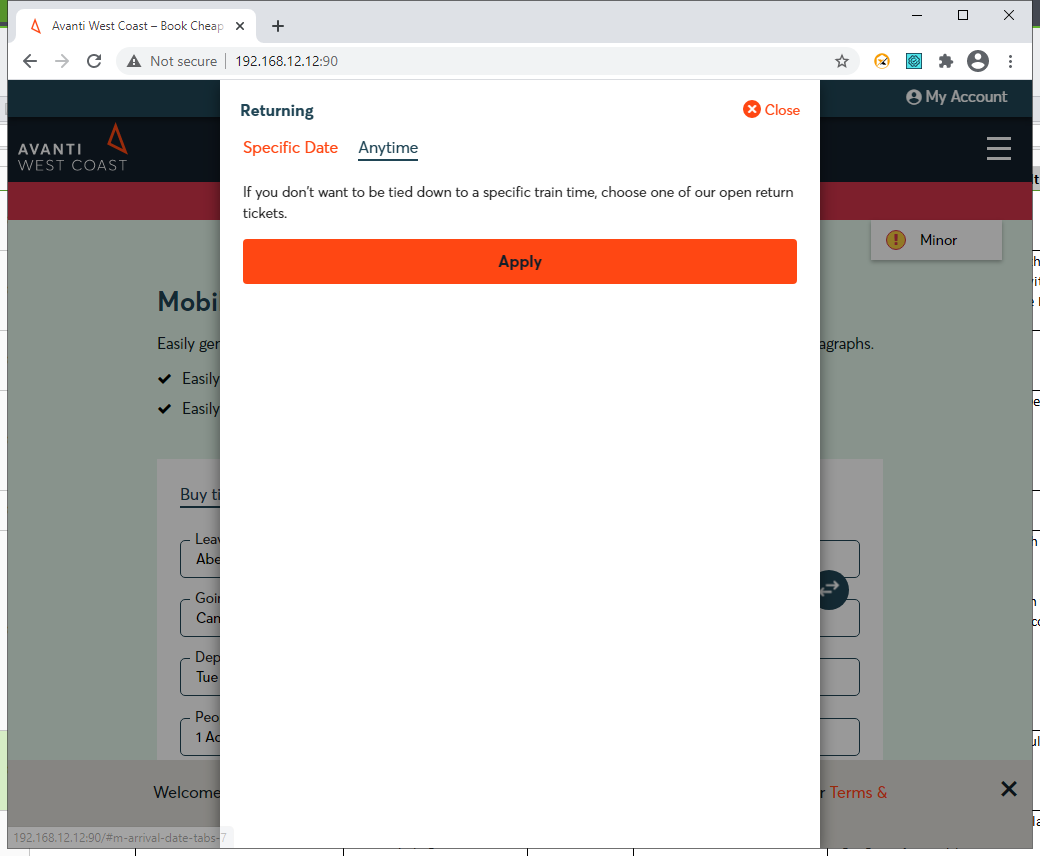 Avanti West Coast – Book Cheap
Not secure
192.168.12.12:90
My Account
AVANTI
WEST COAST
Returning
Close
Specific Date
Anytime
If you don't want to be tied down to a specific train time, choose one of our open return
tickets.
Apply
Minor
Mobi
Easily ger
agraphs.
Easily
Easily
Buy ti
Leav
Abe
Goin
Can
Dep
Tue
Peo
1 Ad
Welcome
r Terms &
192.168.12.12:90/#m-arrival-date-tabs-7